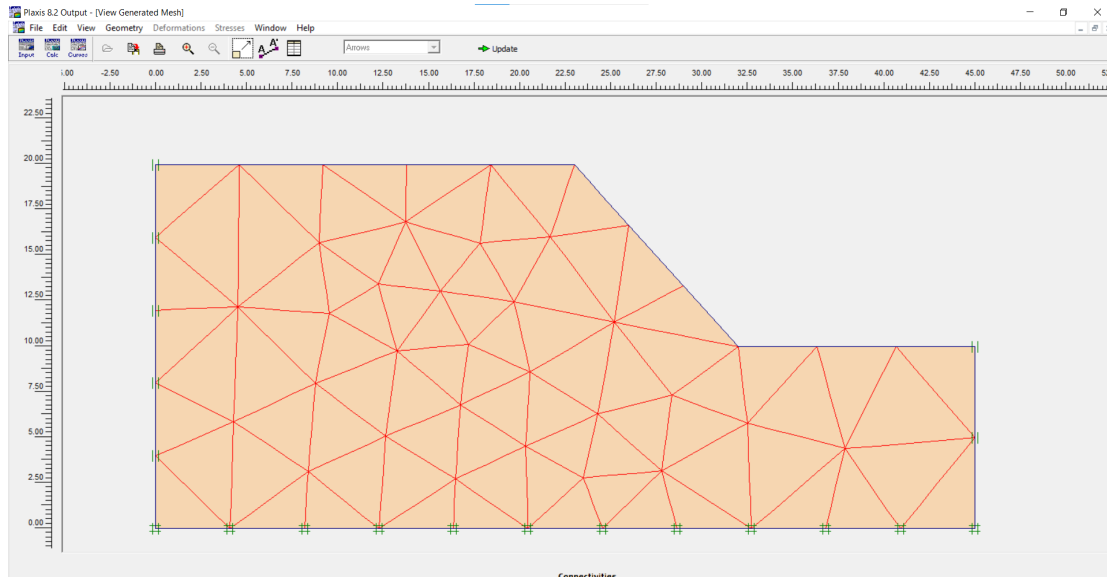 Plaxis 8.2 Output - [View Generated Mesh]
File Edit View Geometry Deformations Stresses Window Help
Input Calc Curves Arrows Update
-2.50 0.00 2.50 5.00 7.50 10.00 12.50 15.00 17.50 20.00 22.50 25.00 27.50 30.00 32.50 35.00 37.50 40.00 42.50 45.00 47.50 50.00
22.50
20.00
17.50
15.00
12.50
10.00
7.50
5.00
2.50
0.00
Connectivities